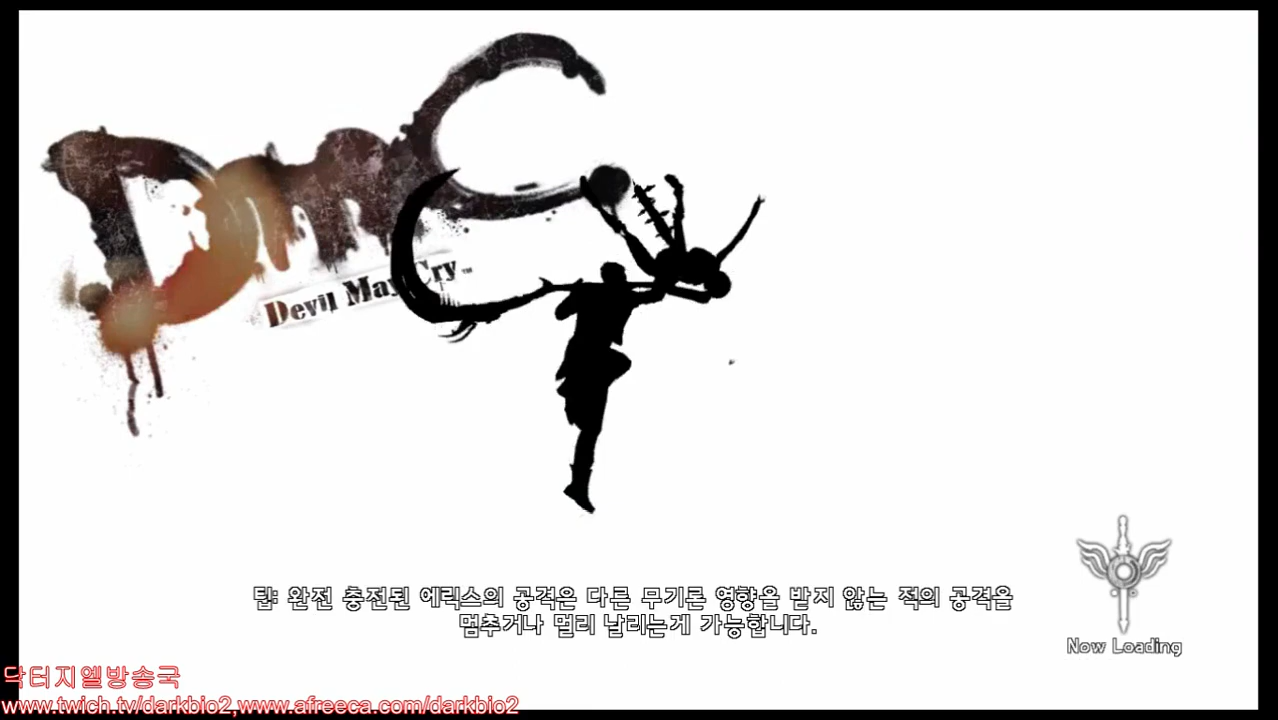 DmC
Devil May Cry™
팁: 완전 충전된 에릭스의 공격은 다른 무기론 영향을 받지 않는 적의 공격을
멈추거나 멀리 날리는게 가능합니다.
Now Loading
닥터지엘방송국
www.twich.tv/darkbio2,www.afreeca.com/darkbio2